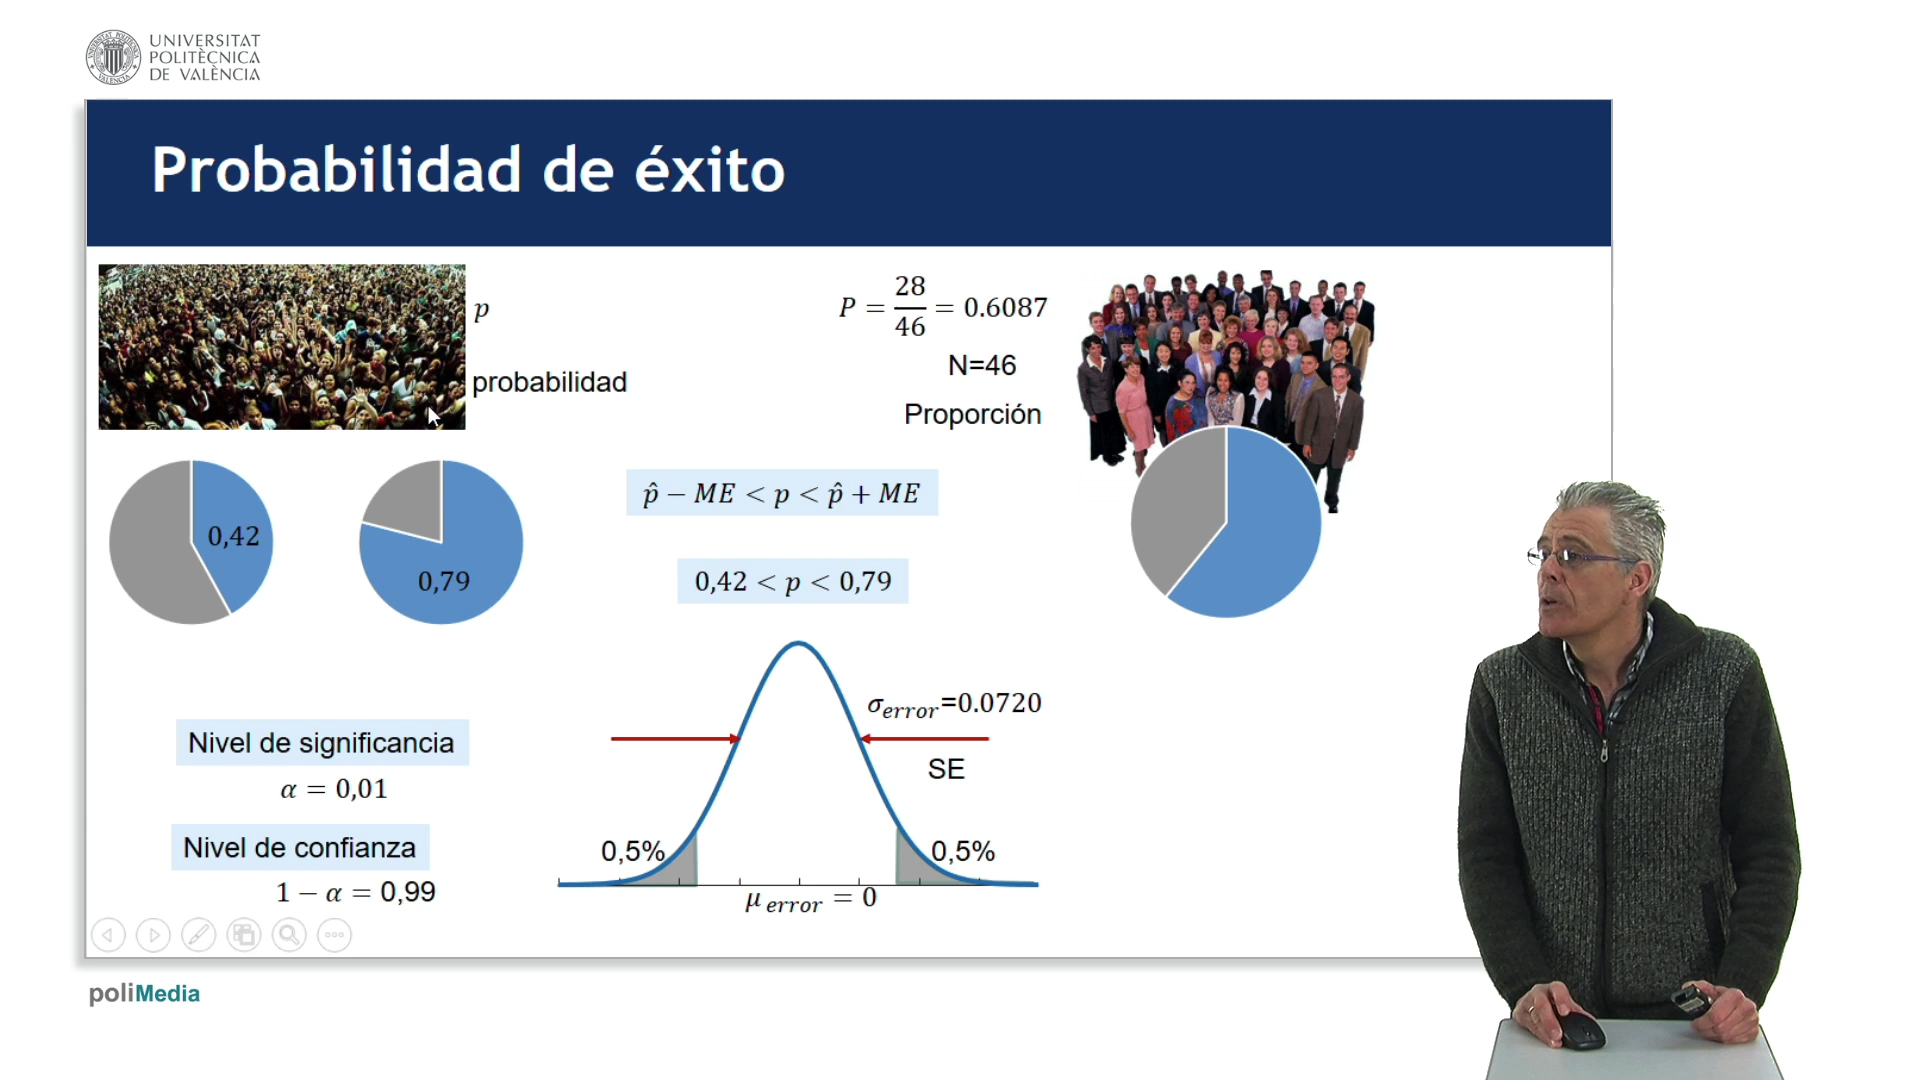 UNIVERSITAT
POLITÈCNICA
DE VALÈNCIA
Probabilidad de éxito
p
probabilidad
P = 28/46 = 0.6087
N=46
Proporción
0,42
0,79
p̂ − ME < p < p̂ + ME
0,42 < p < 0,79
σerror=0.0720
SE
Nivel de significancia
α = 0,01
Nivel de confianza
1 − α = 0,99
0,5%
0,5%
μ error = 0
poliMedia